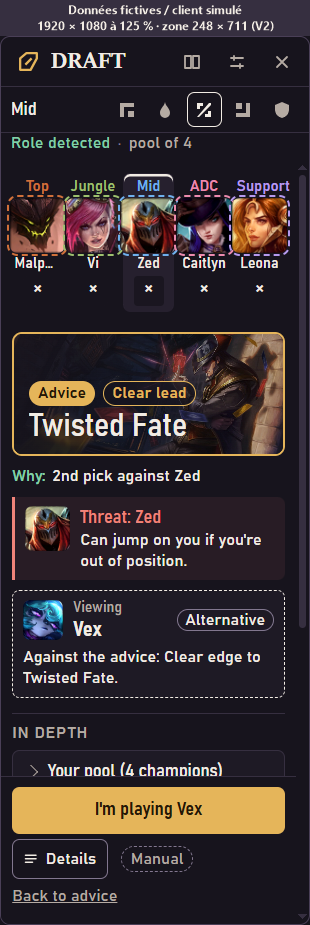 Données fictives / client simulé
1920 × 1080 à 125 % · zone 248 × 711 (V2)
DRAFT
Mid
Role detected · pool of 4
Top Jungle Mid ADC Support
Malp... Vi Zed Caitlyn Leona
× × × × ×
Advice Clear lead
Twisted Fate
Why: 2nd pick against Zed
Threat: Zed
Can jump on you if you're
out of position.
Viewing
Vex
Alternative
Against the advice: Clear edge to
Twisted Fate.
IN DEPTH
Your pool (4 champions)
I'm playing Vex
Details Manual
Back to advice